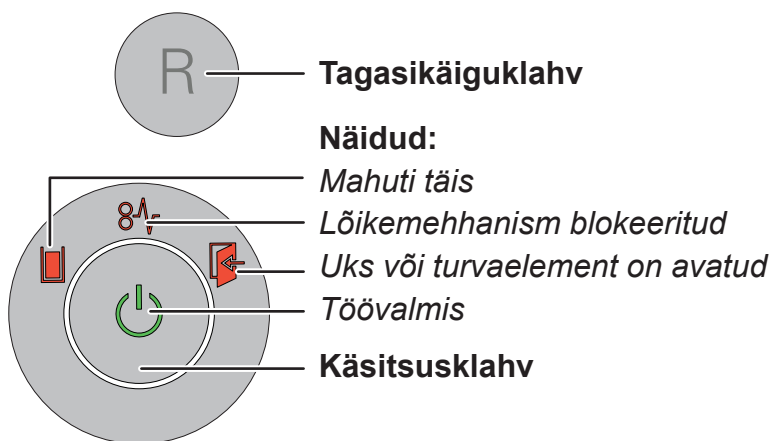 R
Tagasikäiguklahv
Näidud:
Mahuti täis
Lõikemehhanism blokeeritud
Uks või turvaelement on avatud
Töövalmis
Käsitsusklahv